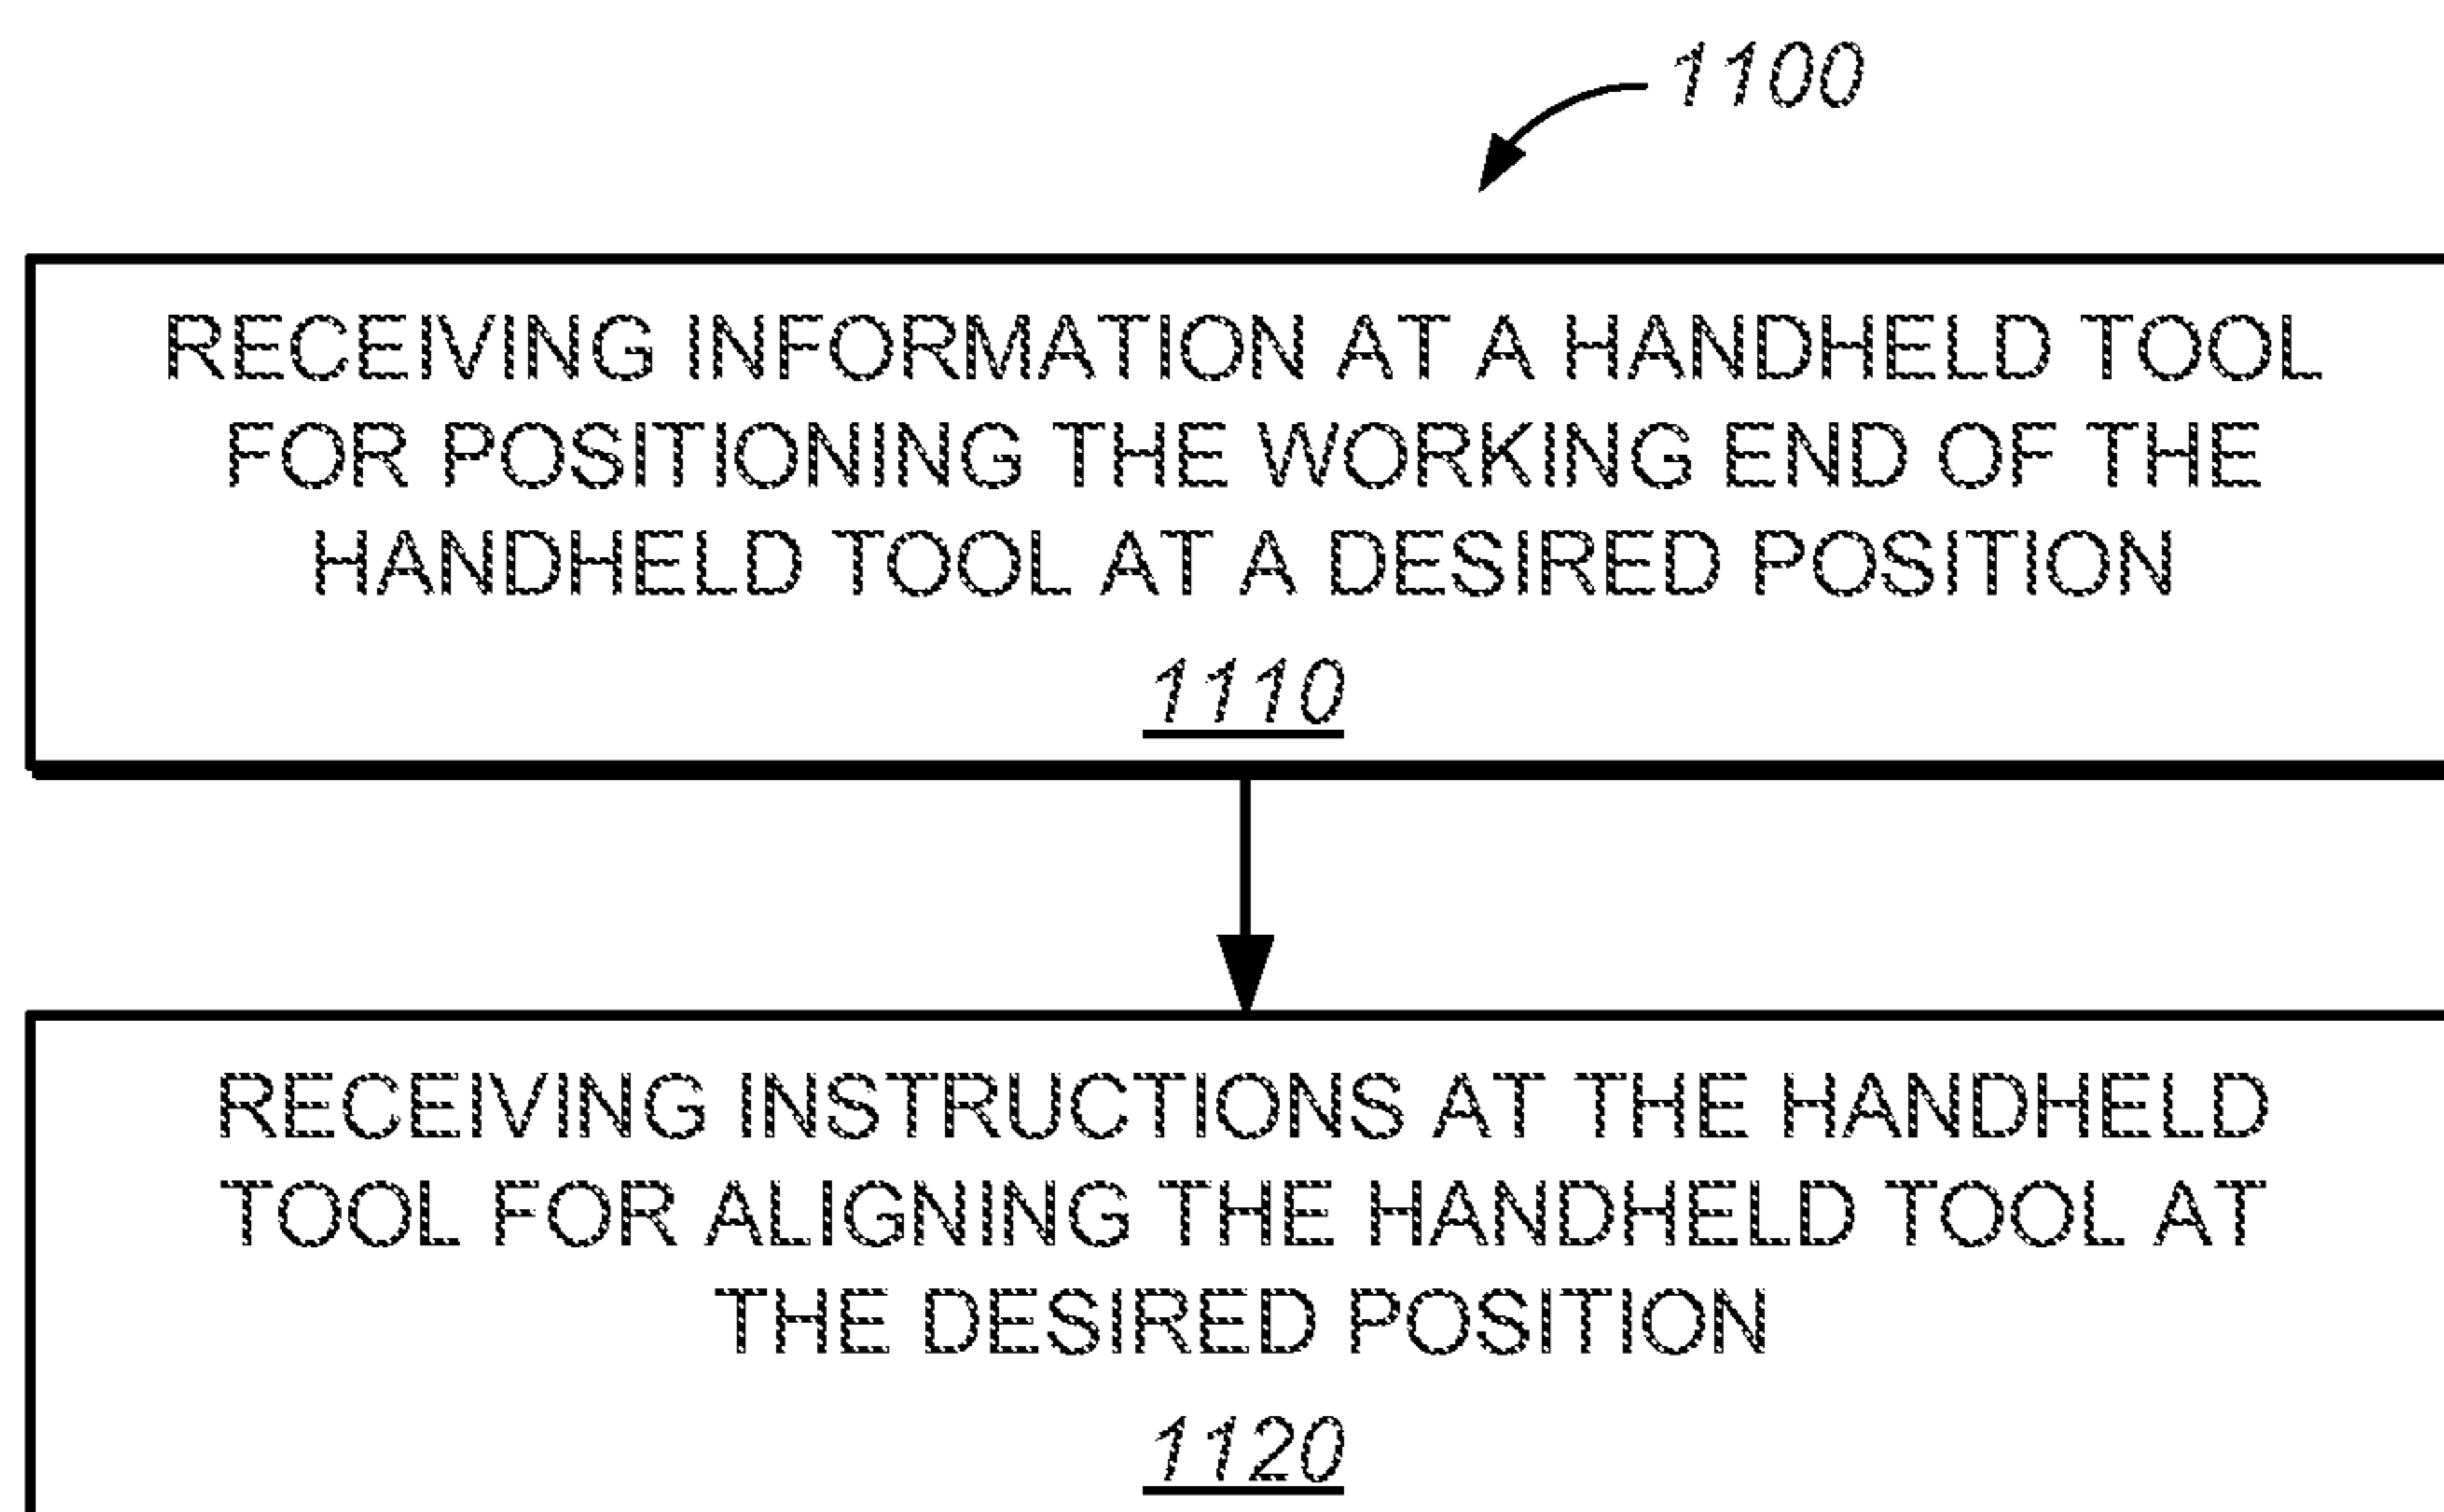 1100
RECEIVING INFORMATION AT A HANDHELD TOOL
FOR POSITIONING THE WORKING END OF THE
HANDHELD TOOL AT A DESIRED POSITION
1110
RECEIVING INSTRUCTIONS AT THE HANDHELD
TOOL FOR ALIGNING THE HANDHELD TOOL AT
THE DESIRED POSITION
1120